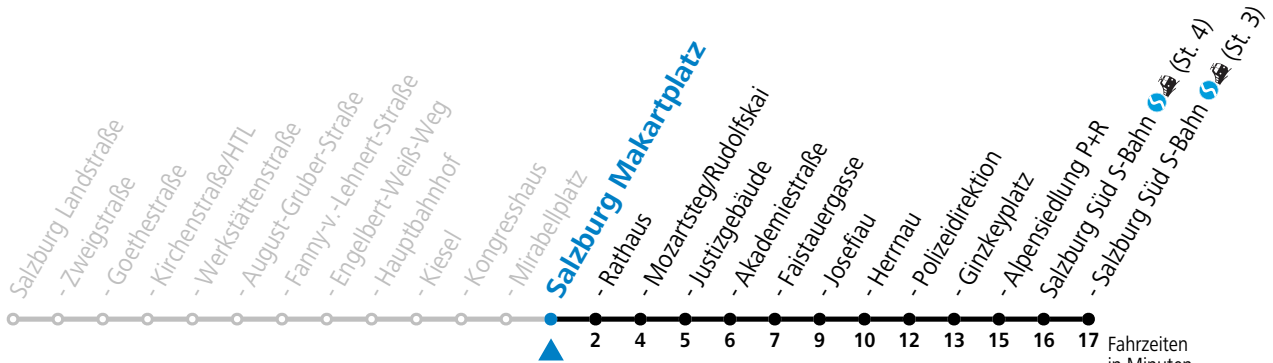 Salzburg Landstraße
- Zweigstraße
- Goethestraße
- Kirchenstraße/HTL
- Werkstättenstraße
- August-Gruber-Straße
- Fanny-v.-Lehnert-Straße
- Engelbert-Weiß-Weg
- Hauptbahnhof
- Kiesel
- Kongresshaus
- Mirabellplatz
Salzburg Makartplatz
- Rathaus
- Mozartsteg/Rudolfskai
- Justizgebäude
- Akademiestraße
- Faistauergasse
- Josefiau
- Herrnau
- Polizeidirektion
- Ginzkeyplatz
- Alpensiedlung P+R
Salzburg Süd S-Bahn (St. 4)
- Salzburg Süd S-Bahn (St. 3)
2 4 5 6 7 9 10 12 13 15 16 17 Fahrzeiten
in Minuten